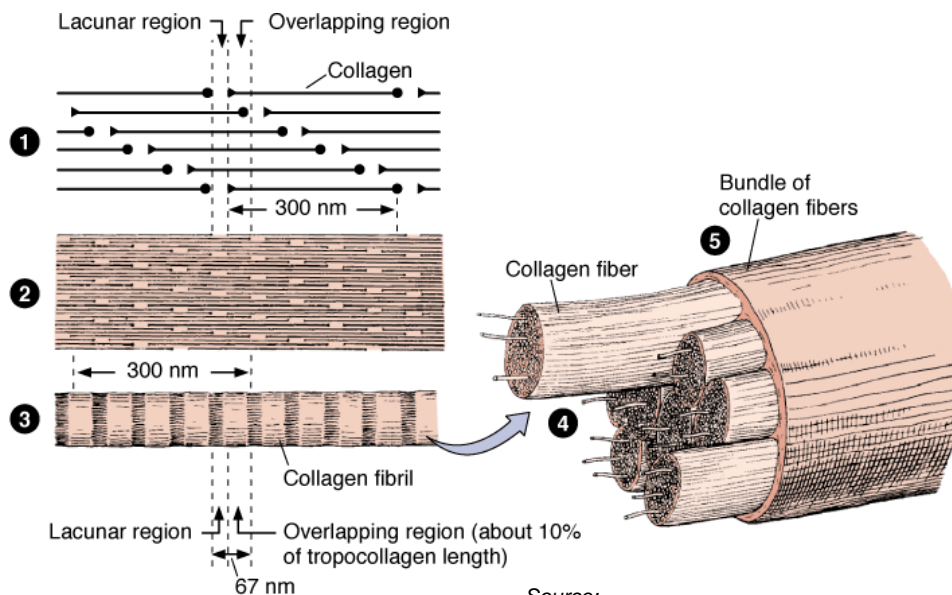 Lacunar region
Overlapping region
Collagen
1
300 nm
2
300 nm
3
Collagen fibril
Lacunar region
Overlapping region (about 10%
of tropocollagen length)
67 nm
Bundle of
collagen fibers
5
Collagen fiber
4
Source: